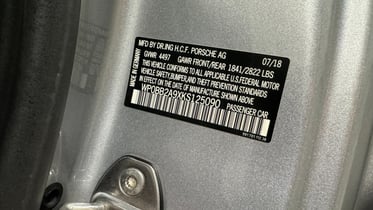 MFD BY DR.ING H.C.F. PORSCHE AG 07/18
GVWR 4497 GAWR FRONT/REAR 1841/2822 LBS
THIS VEHICLE CONFORMS TO ALL APPLICABLE U.S. FEDERAL MOTOR
VEHICLE SAFETY,BUMPER,AND THEFT PREVENTION STANDARDS
IN EFFECT ON THE DATE OF MANUFACTURE SHOWN ABOVE.
WP0BB2A9XKS125090 PASSENGER CAR
MADE IN GERMANY